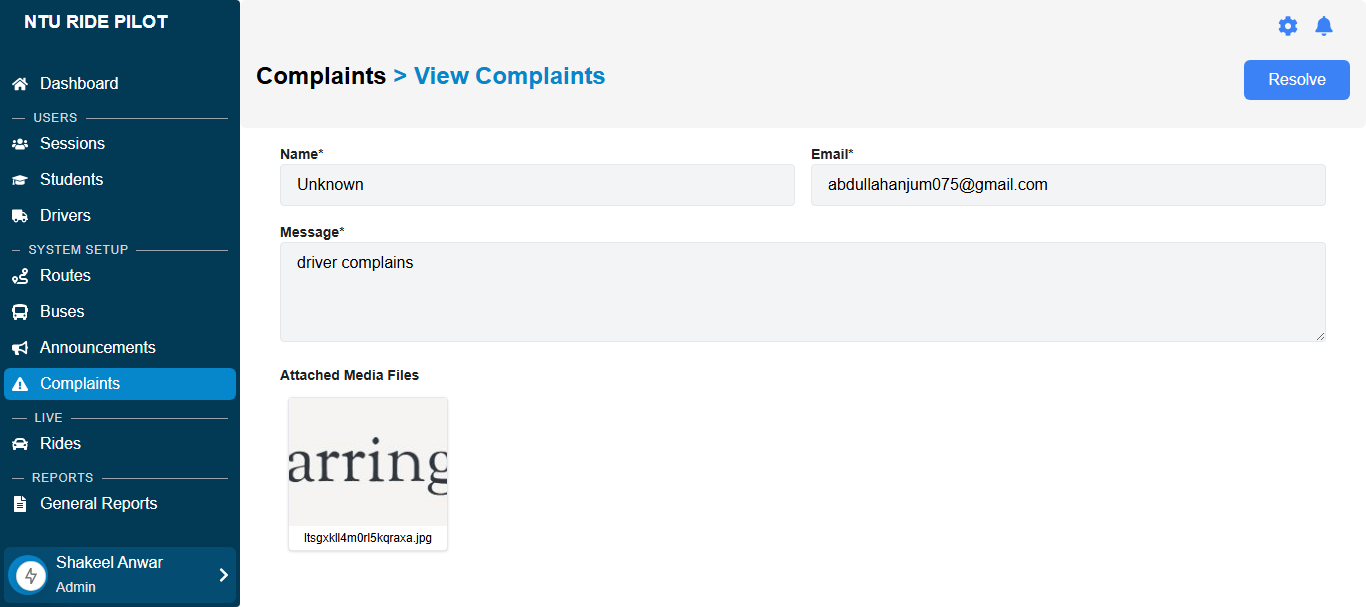 NTU RIDE PILOT
Dashboard
USERS
Sessions
Students
Drivers
SYSTEM SETUP
Routes
Buses
Announcements
Complaints
LIVE
Rides
REPORTS
General Reports
Shakeel Anwar
Admin
Complaints > View Complaints
Resolve
Name*
Unknown
Email*
abdullahanjum075@gmail.com
Message*
driver complains
Attached Media Files
arring